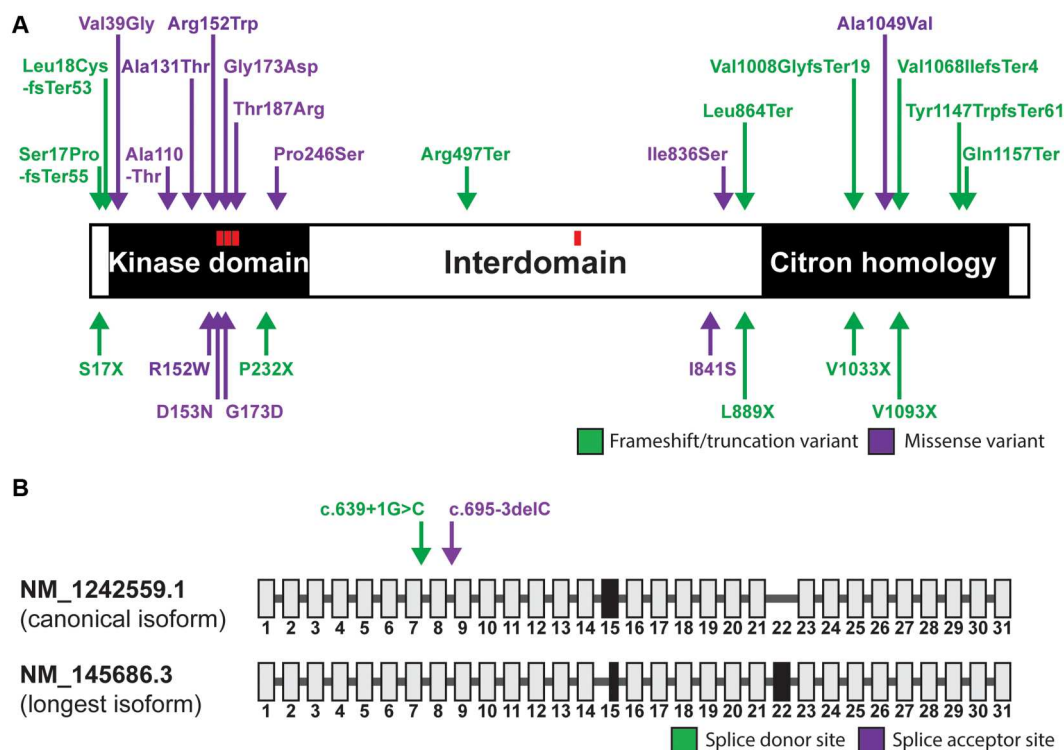 A
Val39Gly
Arg152Trp
Ala1049Val
Leu18Cys
-fsTer53
Ala131Thr
Gly173Asp
Val1008GlyfsTer19
Val1068IlefsTer4
Thr187Arg
Leu864Ter
Tyr1147TrpfsTer61
Ser17Pro
-fsTer55
Ala110
-Thr
Pro246Ser
Arg497Ter
Ile836Ser
Gln1157Ter
Kinase domain
Interdomain
Citron homology
S17X
R152W
P232X
I841S
V1033X
D153N
G173D
L889X
V1093X
Frameshift/truncation variant
Missense variant
B
c.639+1G>C
c.695-3delC
NM_1242559.1
(canonical isoform)
1 2 3 4 5 6 7 8 9 10 11 12 13 14 15 16 17 18 19 20 21 22 23 24 25 26 27 28 29 30 31
NM_145686.3
(longest isoform)
1 2 3 4 5 6 7 8 9 10 11 12 13 14 15 16 17 18 19 20 21 22 23 24 25 26 27 28 29 30 31
Splice donor site
Splice acceptor site